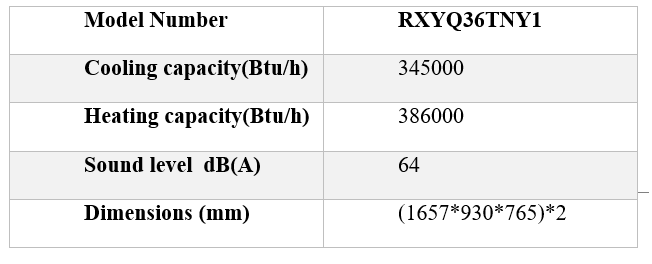 Model Number RXYQ36TNY1
Cooling capacity(Btu/h) 345000
Heating capacity(Btu/h) 386000
Sound level dB(A) 64
Dimensions (mm) (1657*930*765)*2